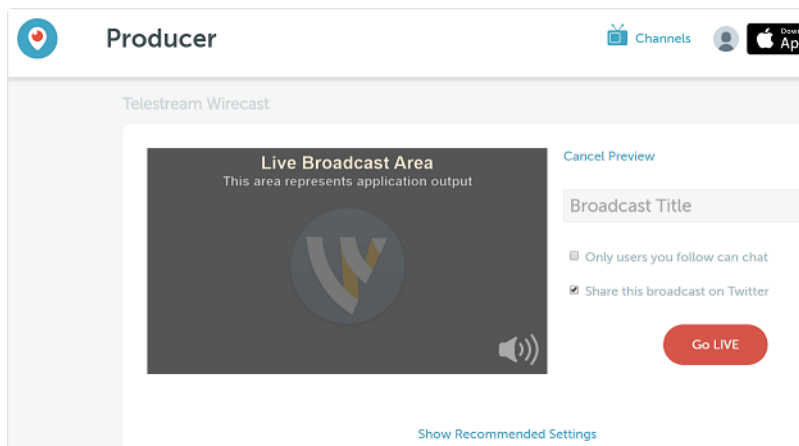 Producer
Channels
Telestream Wirecast
Live Broadcast Area
This area represents application output
Cancel Preview
Broadcast Title
Only users you follow can chat
Share this broadcast on Twitter
Go LIVE
Show Recommended Settings